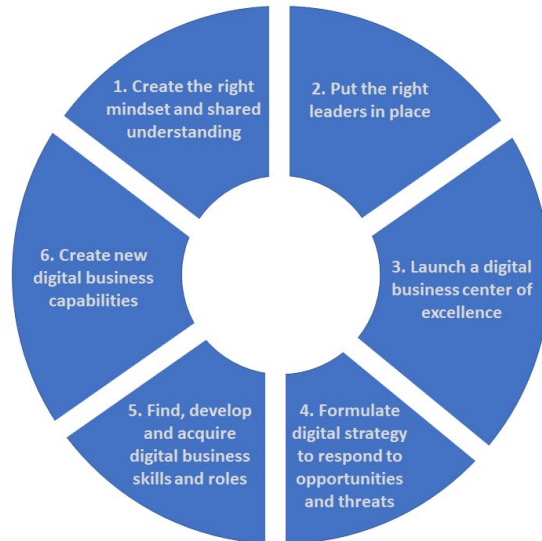 1. Create the right
mindset and shared
understanding
2. Put the right
leaders in place
3. Launch a digital
business center of
excellence
4. Formulate
digital strategy
to respond to
opportunities
and threats
5. Find, develop
and acquire
digital business
skills and roles
6. Create new
digital business
capabilities